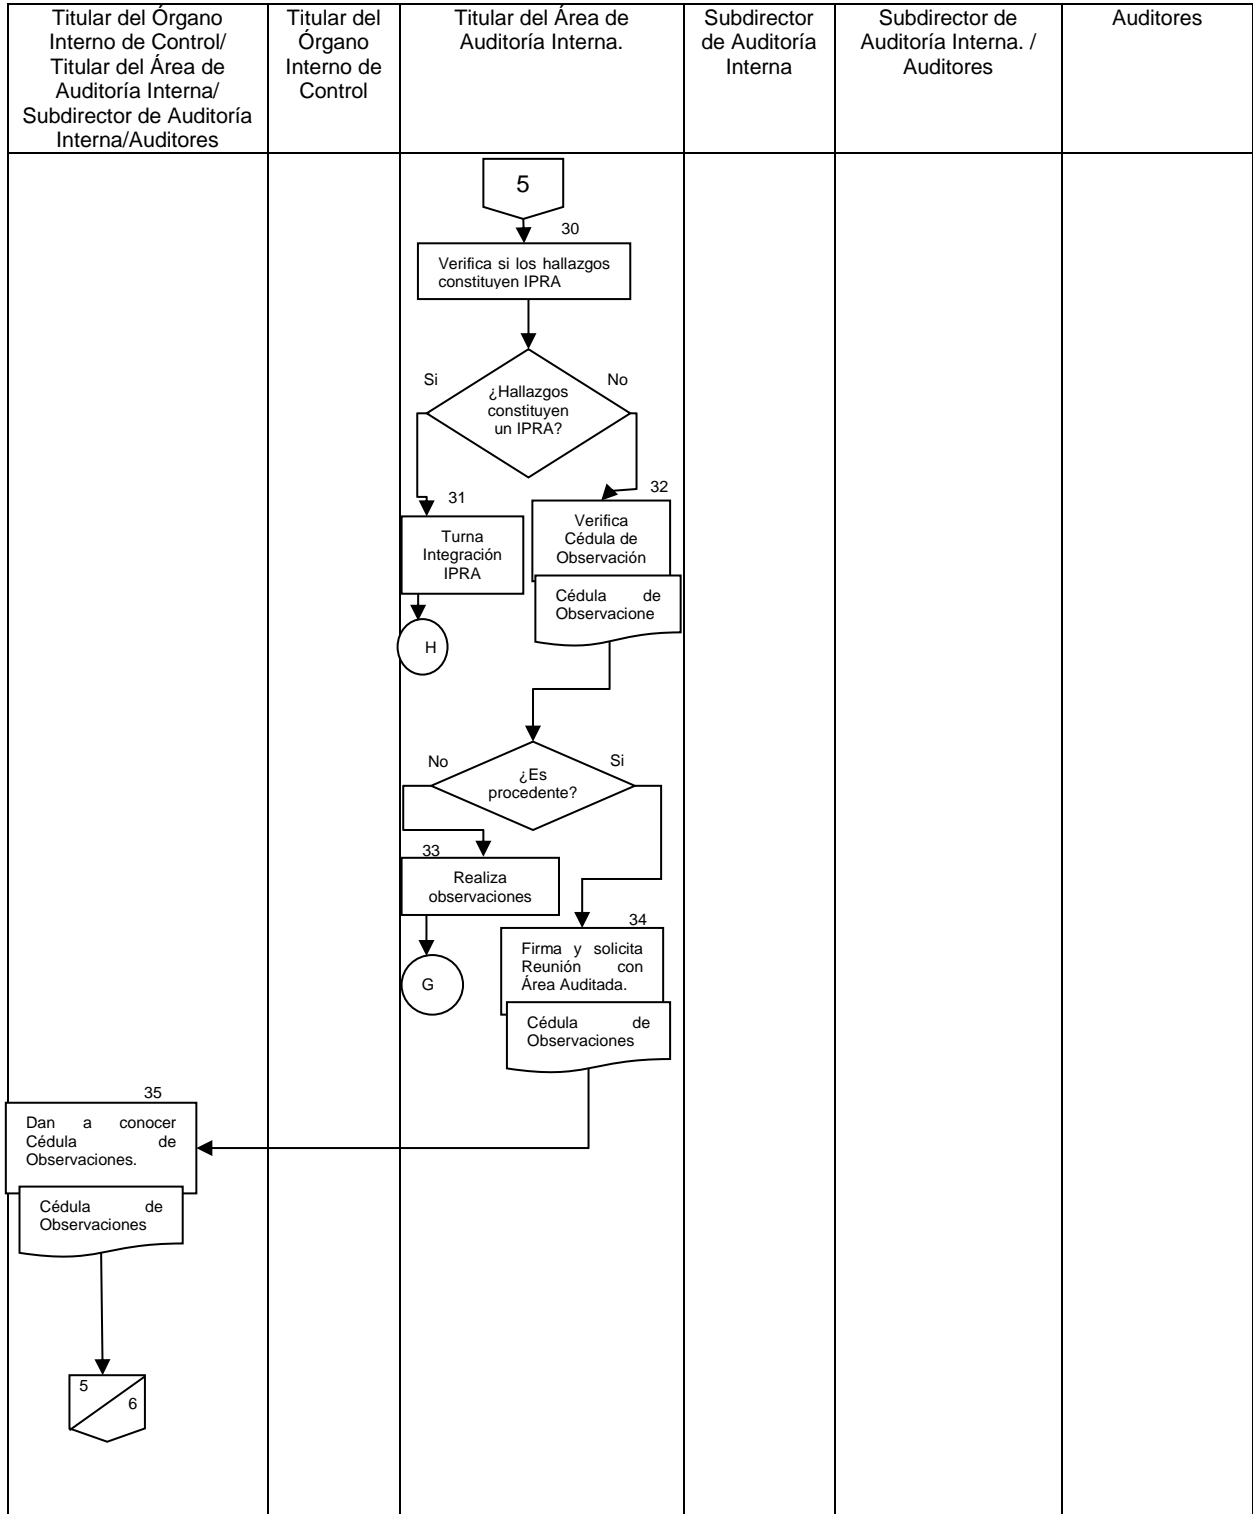 Titular del Órgano
Interno de Control/
Titular del Área de
Auditoría Interna/
Subdirector de Auditoría
Interna/Auditores
Titular del
Órgano
Interno de
Control
Titular del Área de
Auditoría Interna.
Subdirector
de Auditoría
Interna
Subdirector de
Auditoría Interna. /
Auditores
Auditores
5
30
Verifica si los hallazgos
constituyen IPRA
Si
No
¿Hallazgos
constituyen
un IPRA?
31
Turna
Integración
IPRA
H
32
Verifica
Cédula de
Observación
Cédula de
Observacione
No
Si
¿Es
procedente?
33
Realiza
observaciones
G
34
Firma y solicita
Reunión con
Área Auditada.
Cédula de
Observaciones
35
Dan a conocer
Cédula de
Observaciones.
Cédula de
Observaciones
5
6